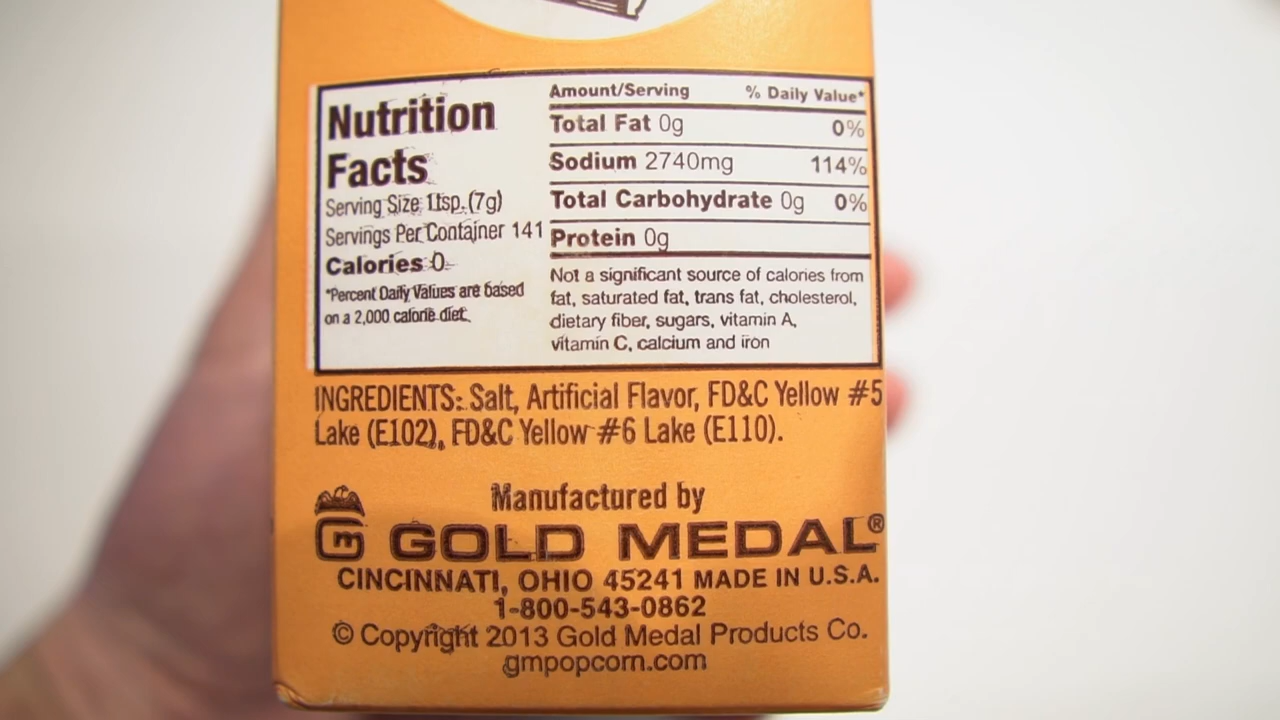 Nutrition
Facts
Serving Size 1tsp.(7g)
Servings Per Container 141
Calories 0
*Percent Daily Values are based
on a 2,000 calorie diet.
Amount/Serving % Daily Value*
Total Fat 0g 0%
Sodium 2740mg 114%
Total Carbohydrate 0g 0%
Protein 0g
Not a significant source of calories from
fat, saturated fat, trans fat, cholesterol,
dietary fiber, sugars, vitamin A,
vitamin C, calcium and iron
INGREDIENTS: Salt, Artificial Flavor, FD&C Yellow #5
Lake (E102), FD&C Yellow #6 Lake (E110).
Manufactured by
Gm GOLD MEDAL®
CINCINNATI, OHIO 45241 MADE IN U.S.A.
1-800-543-0862
© Copyright 2013 Gold Medal Products Co.
gmpopcorn.com